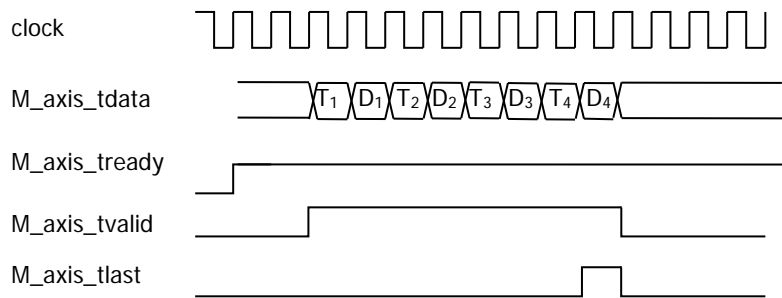 clock
M_axis_tdata T₁ D₁ T₂ D₂ T₃ D₃ T₄ D₄
M_axis_tready
M_axis_tvalid
M_axis_tlast